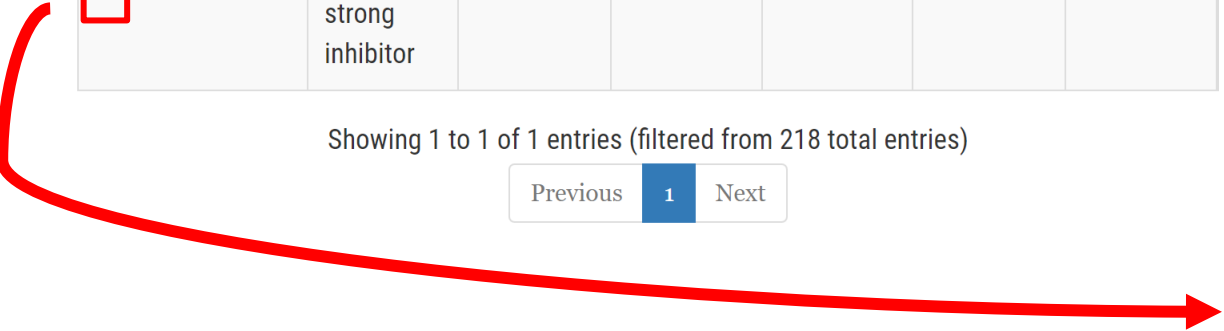 strong
inhibitor
Showing 1 to 1 of 1 entries (filtered from 218 total entries)
Previous 1 Next